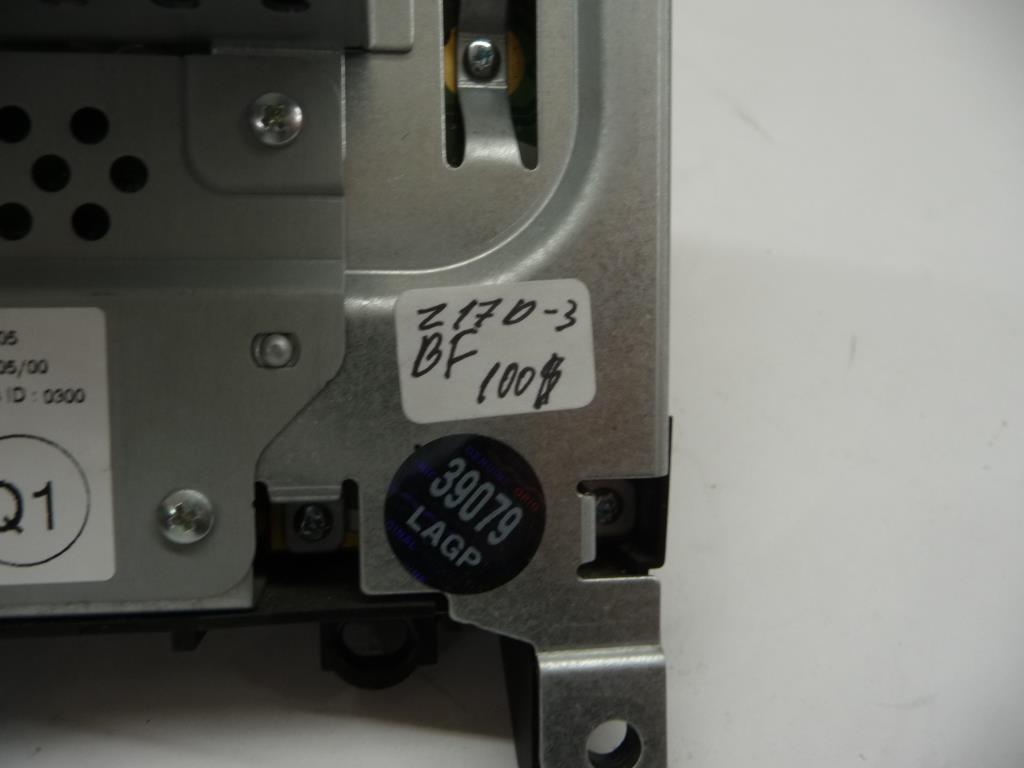 Z17D-3
BF 100$
05
05/00
ID : 0300
Q1
39079
LAGP